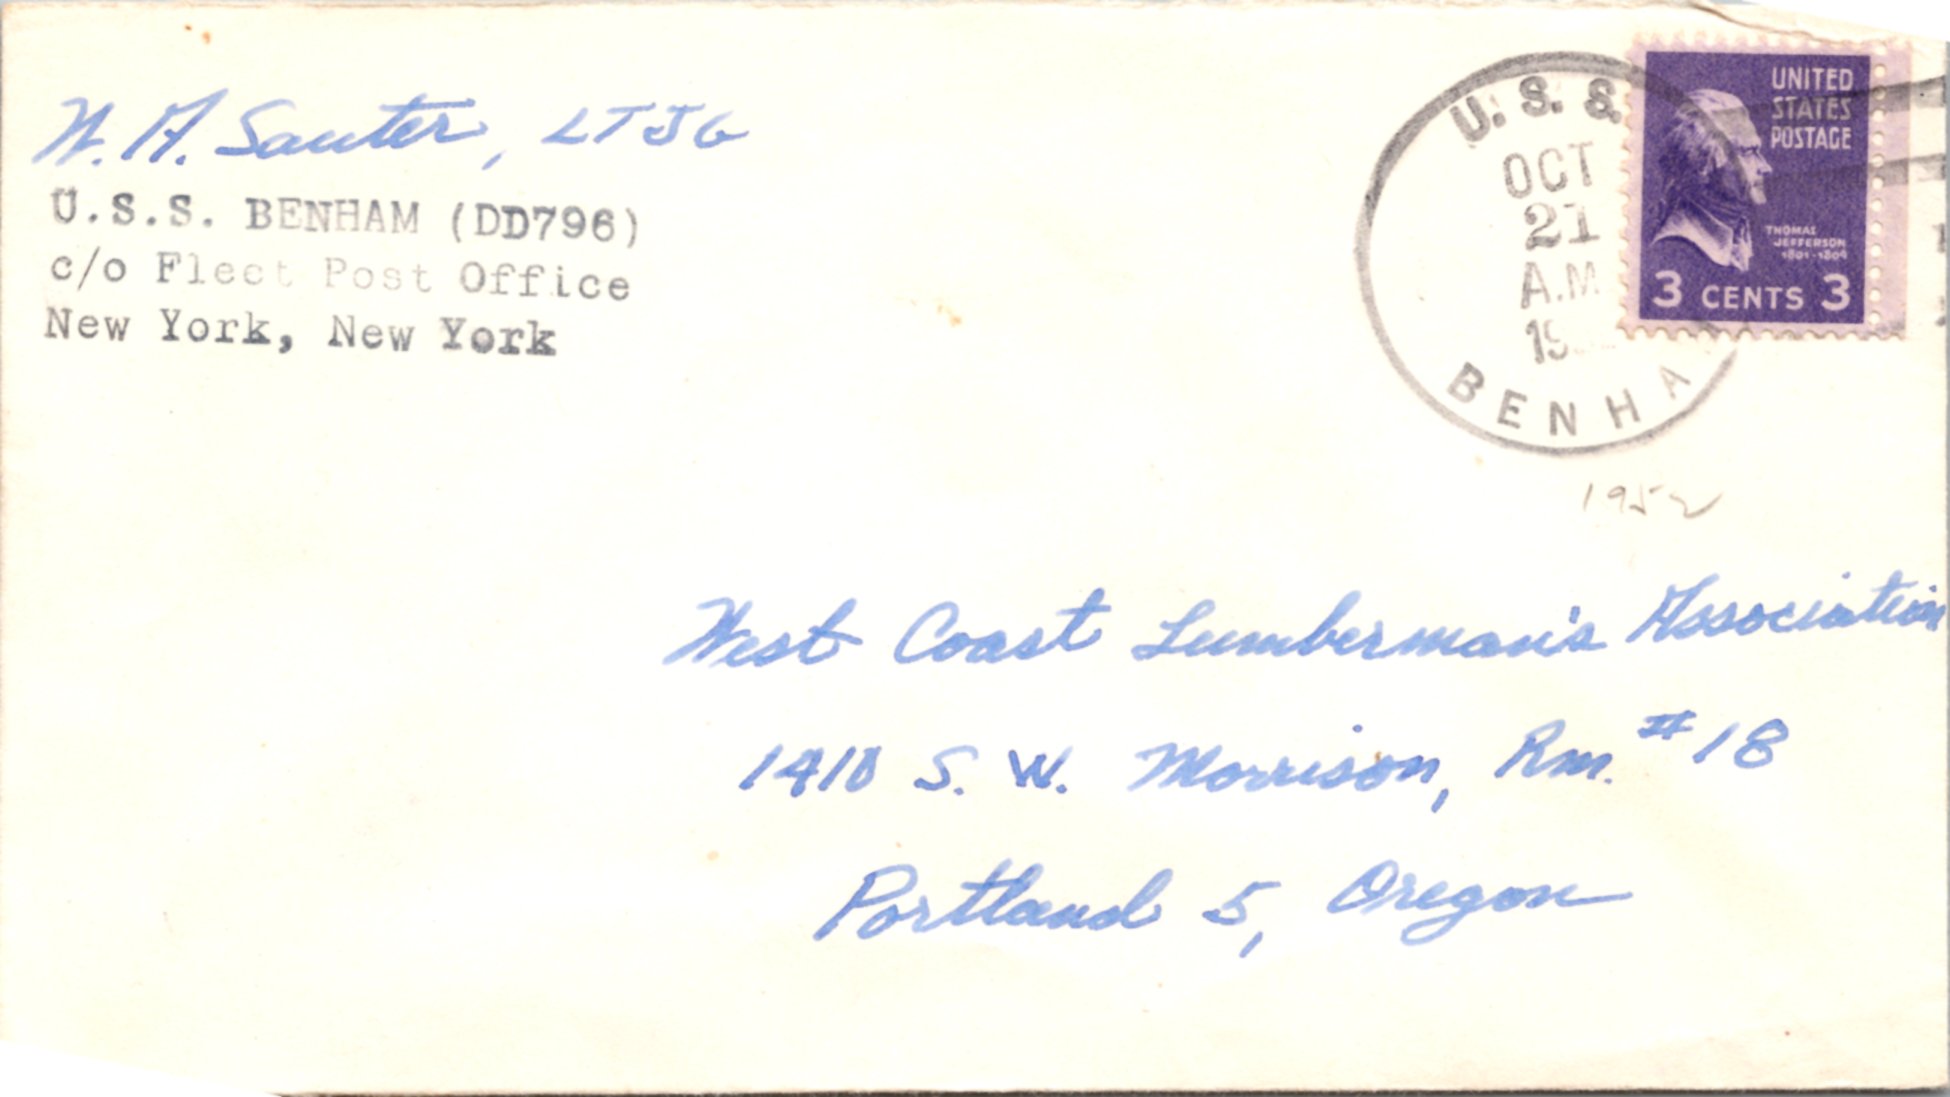 W. A. Sauter, LTJG
U.S.S. BENHAM (DD796)
c/o Fleet Post Office
New York, New York
U. S. S.
OCT
21
A.M
19
BENHA
UNITED
STATES
POSTAGE
THOMAS
JEFFERSON
1801-1809
3 CENTS 3
1952
West Coast Lumberman's Association
1410 S. W. Morrison, Rm. #18
Portland 5, Oregon